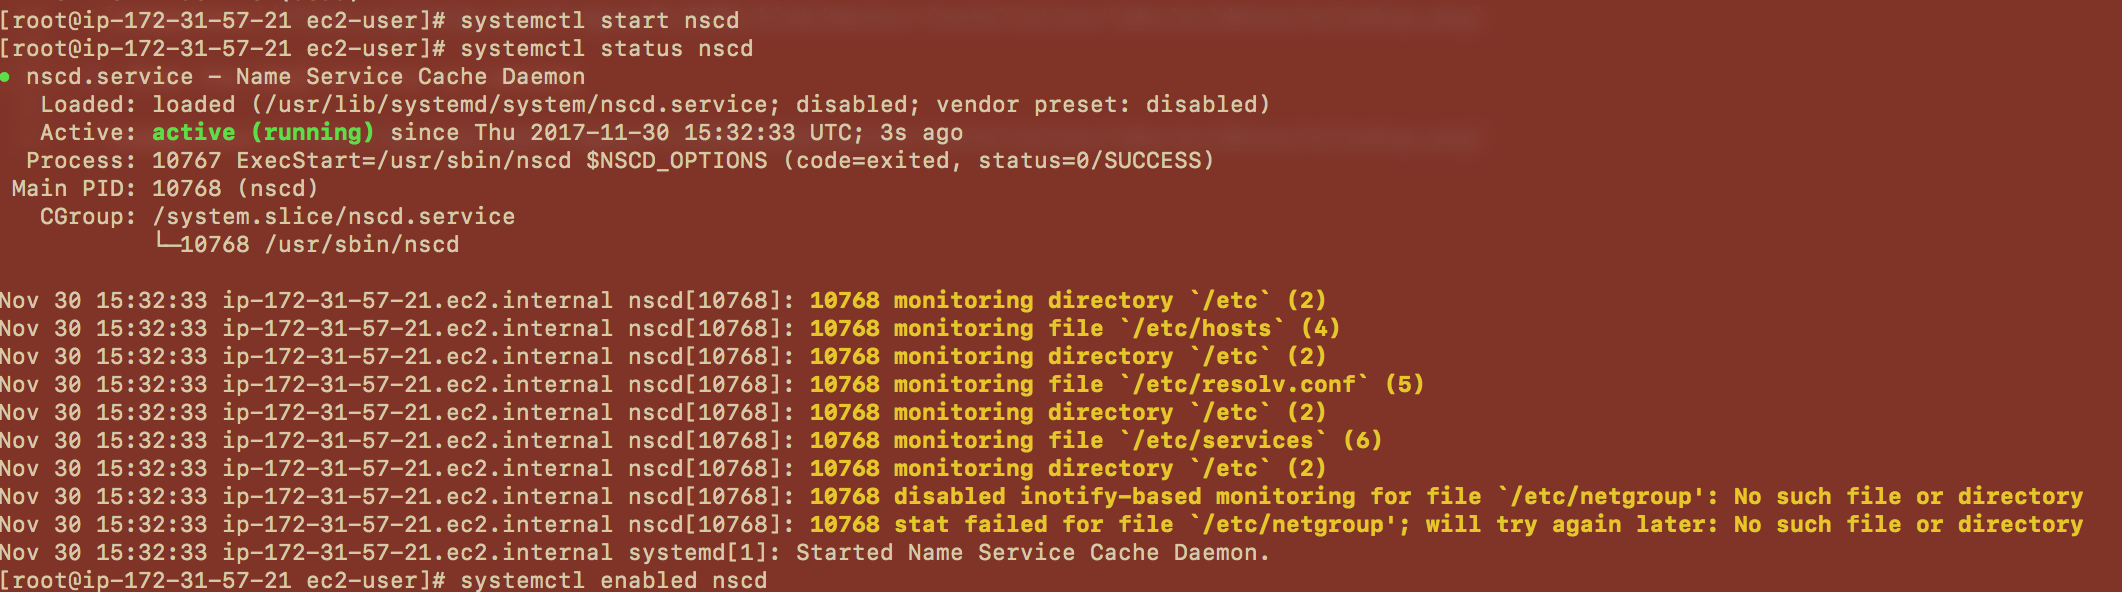 [root@ip-172-31-57-21 ec2-user]# systemctl start nscd
[root@ip-172-31-57-21 ec2-user]# systemctl status nscd
● nscd.service - Name Service Cache Daemon
   Loaded: loaded (/usr/lib/systemd/system/nscd.service; disabled; vendor preset: disabled)
   Active: active (running) since Thu 2017-11-30 15:32:33 UTC; 3s ago
  Process: 10767 ExecStart=/usr/sbin/nscd $NSCD_OPTIONS (code=exited, status=0/SUCCESS)
 Main PID: 10768 (nscd)
   CGroup: /system.slice/nscd.service
           └─10768 /usr/sbin/nscd
Nov 30 15:32:33 ip-172-31-57-21.ec2.internal nscd[10768]: 10768 monitoring directory `/etc` (2)
Nov 30 15:32:33 ip-172-31-57-21.ec2.internal nscd[10768]: 10768 monitoring file `/etc/hosts` (4)
Nov 30 15:32:33 ip-172-31-57-21.ec2.internal nscd[10768]: 10768 monitoring directory `/etc` (2)
Nov 30 15:32:33 ip-172-31-57-21.ec2.internal nscd[10768]: 10768 monitoring file `/etc/resolv.conf` (5)
Nov 30 15:32:33 ip-172-31-57-21.ec2.internal nscd[10768]: 10768 monitoring directory `/etc` (2)
Nov 30 15:32:33 ip-172-31-57-21.ec2.internal nscd[10768]: 10768 monitoring file `/etc/services` (6)
Nov 30 15:32:33 ip-172-31-57-21.ec2.internal nscd[10768]: 10768 monitoring directory `/etc` (2)
Nov 30 15:32:33 ip-172-31-57-21.ec2.internal nscd[10768]: 10768 disabled inotify-based monitoring for file `/etc/netgroup': No such file or directory
Nov 30 15:32:33 ip-172-31-57-21.ec2.internal nscd[10768]: 10768 stat failed for file `/etc/netgroup'; will try again later: No such file or directory
Nov 30 15:32:33 ip-172-31-57-21.ec2.internal systemd[1]: Started Name Service Cache Daemon.
[root@ip-172-31-57-21 ec2-user]# systemctl enabled nscd